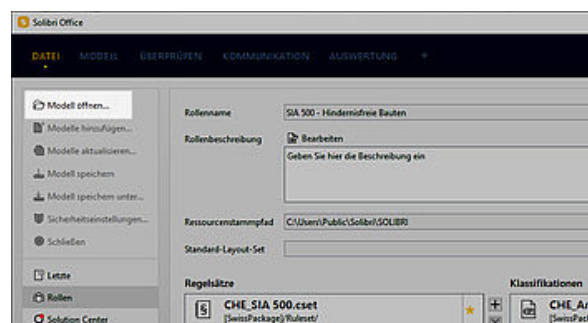 Solibri Office
DATEI MODELL ÜBERPRÜFEN KOMMUNIKATION AUSWERTUNG +
Modell öffnen...
Modelle hinzufügen...
Modelle aktualisieren...
Modell speichern
Modell speichern unter...
Sicherheitseinstellungen...
Schließen
Letzte
Rollen
Solution Center
Rollenname
SIA 500 - Hindernisfreie Bauten
Rollenbeschreibung
Bearbeiten
Geben Sie hier die Beschreibung ein
Ressourcenstammpfad
C:\Users\Public\Solibri\SOLIBRI
Standard-Layout-Set
Regelsätze
CHE_SIA 500.cset
[SwissPackage]/Ruleset/
Klassifikationen